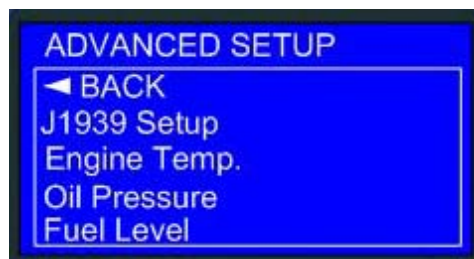 ADVANCED SETUP
◄ BACK
J1939 Setup
Engine Temp.
Oil Pressure
Fuel Level